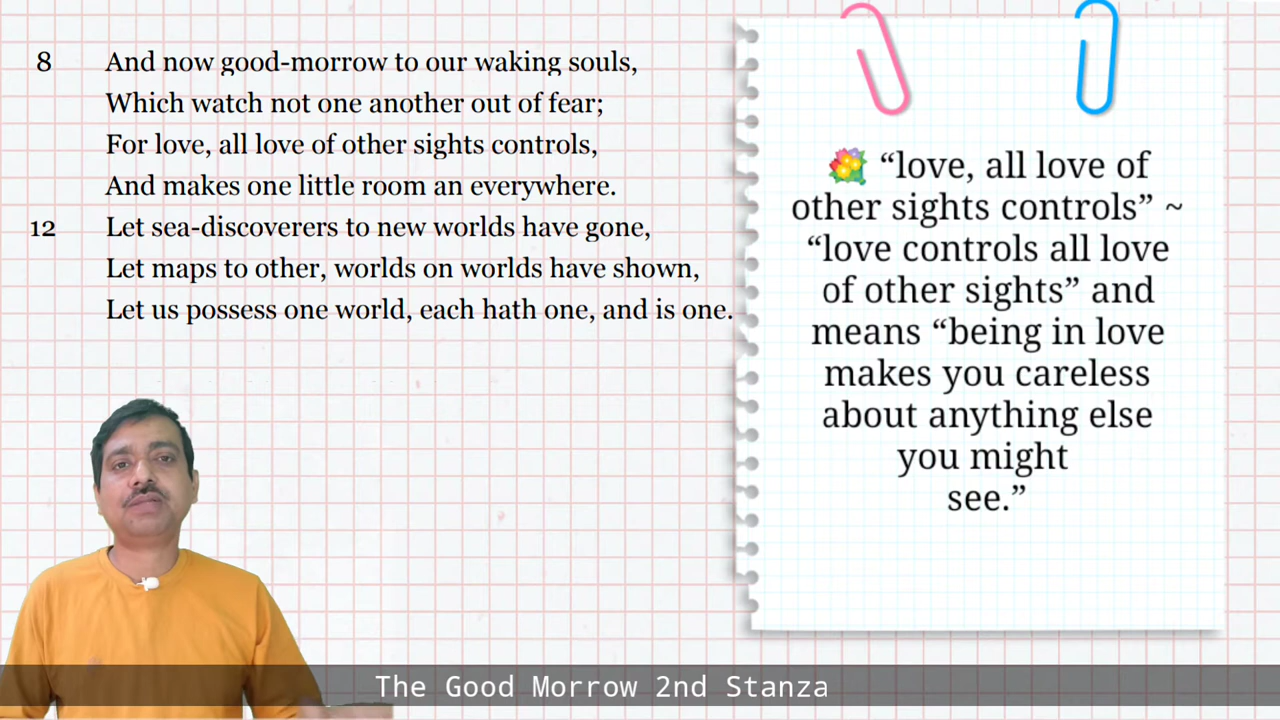 8 And now good-morrow to our waking souls,
Which watch not one another out of fear;
For love, all love of other sights controls,
And makes one little room an everywhere.
12 Let sea-discoverers to new worlds have gone,
Let maps to other, worlds on worlds have shown,
Let us possess one world, each hath one, and is one.
💐 “love, all love of
other sights controls” ~
“love controls all love
of other sights” and
means “being in love
makes you careless
about anything else
you might
see.”
The Good Morrow 2nd Stanza